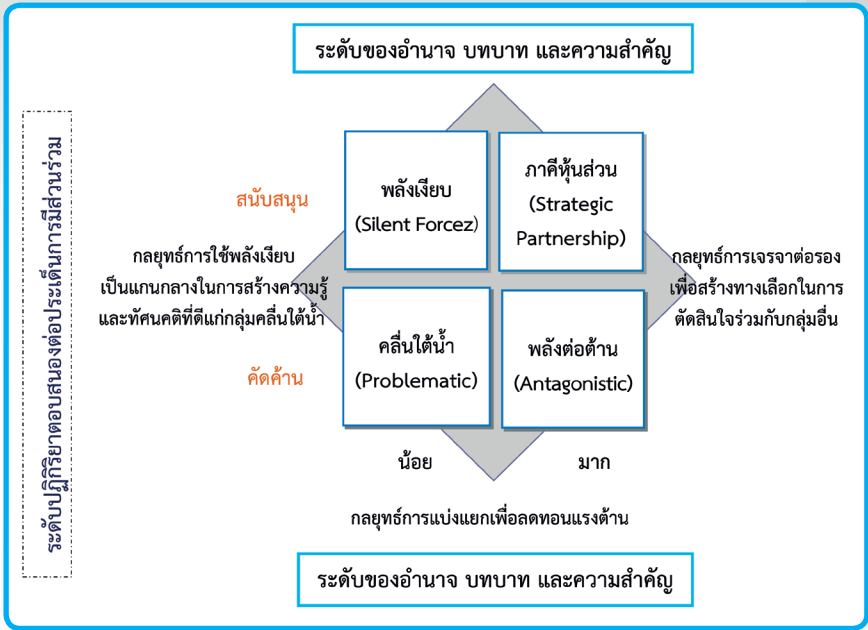 ระดับของอำนาจ บทบาท และความสำคัญ
ระดับปฏิกิริยาตอบสนองต่อประเด็นการมีส่วนร่วม
สนับสนุน
พลังเงียบ
(Silent Forcez)
ภาคีหุ้นส่วน
(Strategic
Partnership)
กลยุทธ์การใช้พลังเงียบ
เป็นแกนกลางในการสร้างความรู้
และทัศนคติที่ดีแก่กลุ่มคลื่นใต้น้ำ
กลยุทธ์การเจรจาต่อรอง
เพื่อสร้างทางเลือกในการ
ตัดสินใจร่วมกับกลุ่มอื่น
คัดค้าน
คลื่นใต้น้ำ
(Problematic)
พลังต่อต้าน
(Antagonistic)
น้อย
มาก
กลยุทธ์การแบ่งแยกเพื่อลดทอนแรงต้าน
ระดับของอำนาจ บทบาท และความสำคัญ